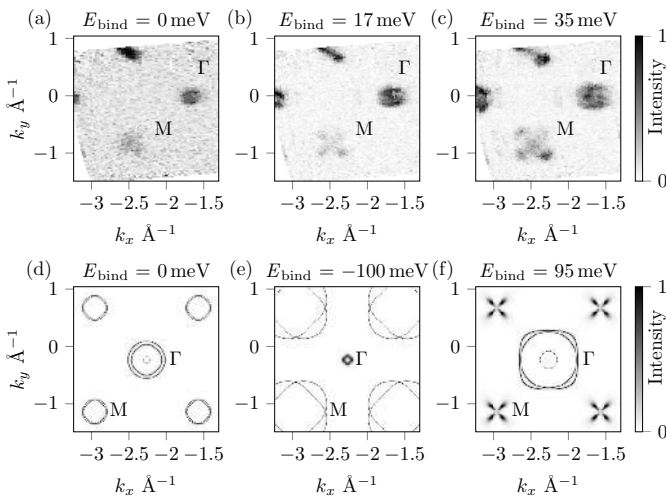 (a) E_bind = 0 meV (b) E_bind = 17 meV (c) E_bind = 35 meV
1 Γ Γ Γ 1
k_y Å⁻¹ 0 Intensity
−1 M M M 0
−3 −2.5 −2 −1.5 −3 −2.5 −2 −1.5 −3 −2.5 −2 −1.5
k_x Å⁻¹ k_x Å⁻¹ k_x Å⁻¹
(d) E_bind = 0 meV (e) E_bind = −100 meV (f) E_bind = 95 meV
1 1
k_y Å⁻¹ 0 Γ Γ Γ Intensity
−1 M M 0
−3 −2.5 −2 −1.5 −3 −2.5 −2 −1.5 −3 −2.5 −2 −1.5
k_x Å⁻¹ k_x Å⁻¹ k_x Å⁻¹